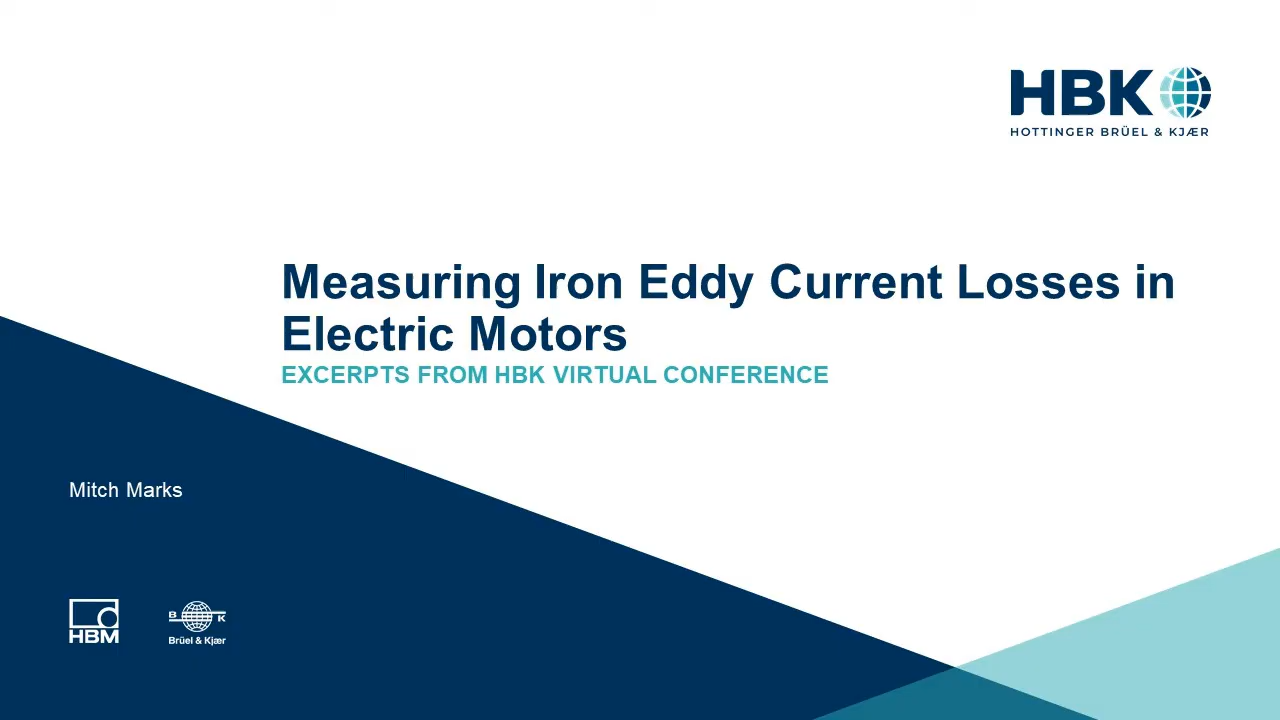 HBK
HOTTINGER BRÜEL & KJÆR
Measuring Iron Eddy Current Losses in
Electric Motors
EXCERPTS FROM HBK VIRTUAL CONFERENCE
Mitch Marks
HBM
B K
Brüel & Kjær